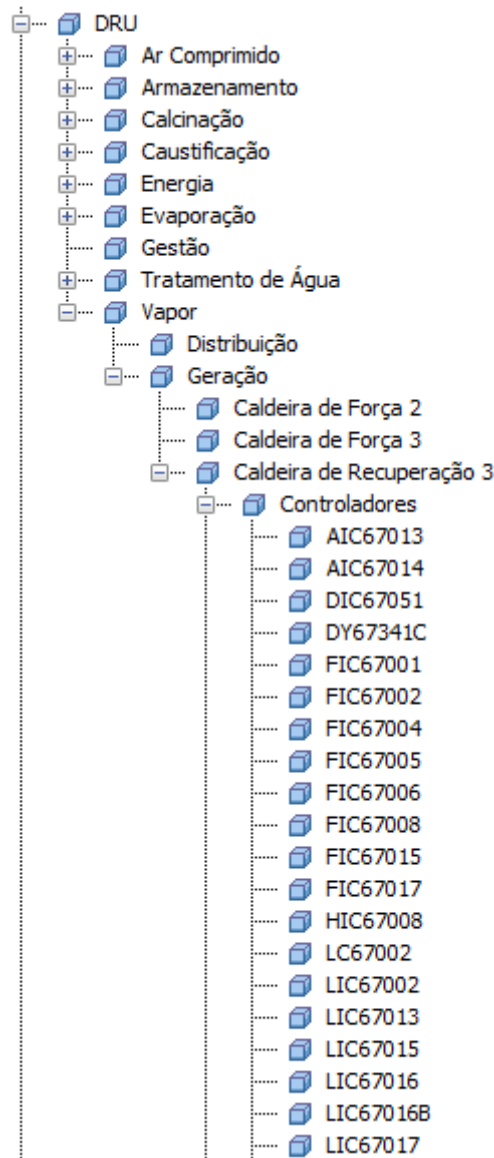 DRU
Ar Comprimido
Armazenamento
Calcinação
Caustificação
Energia
Evaporação
Gestão
Tratamento de Água
Vapor
Distribuição
Geração
Caldeira de Força 2
Caldeira de Força 3
Caldeira de Recuperação 3
Controladores
AIC67013
AIC67014
DIC67051
DY67341C
FIC67001
FIC67002
FIC67004
FIC67005
FIC67006
FIC67008
FIC67015
FIC67017
HIC67008
LC67002
LIC67002
LIC67013
LIC67015
LIC67016
LIC67016B
LIC67017